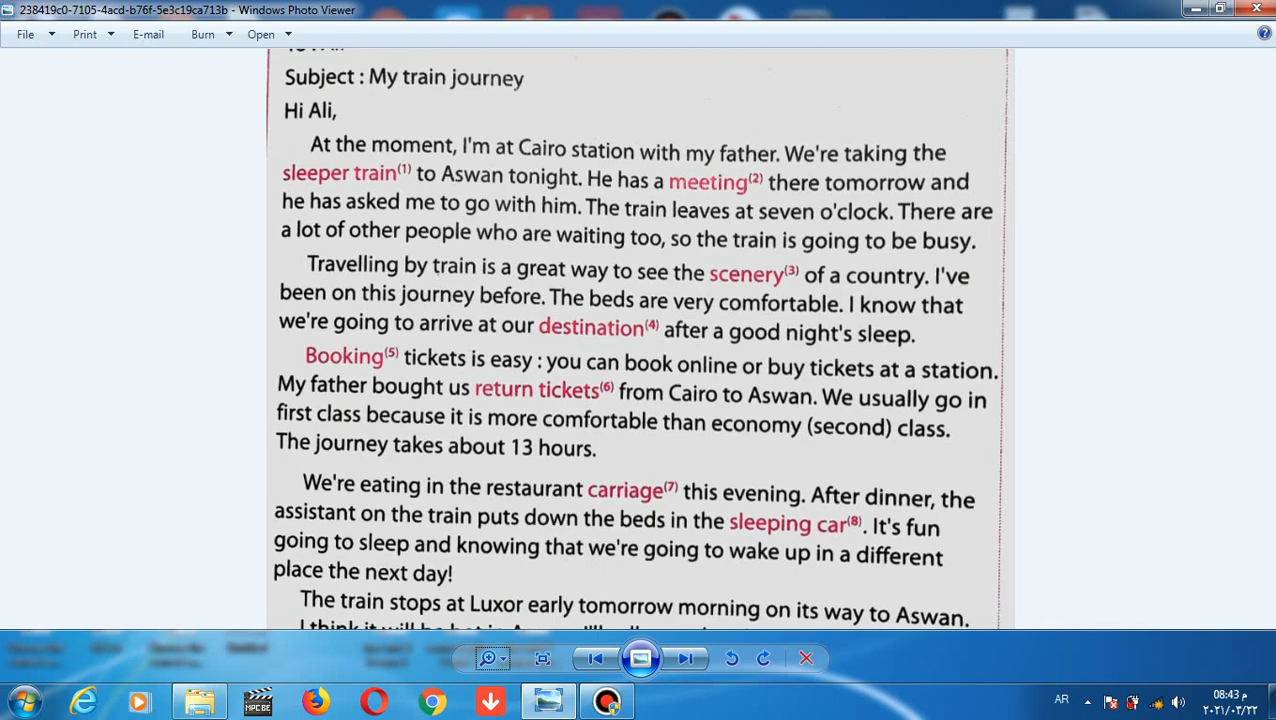 238419c0-7105-4acd-b76f-5e3c19ca713b - Windows Photo Viewer
File Print E-mail Burn Open
Subject : My train journey
Hi Ali,
At the moment, I'm at Cairo station with my father. We're taking the
sleeper train(1) to Aswan tonight. He has a meeting(2) there tomorrow and
he has asked me to go with him. The train leaves at seven o'clock. There are
a lot of other people who are waiting too, so the train is going to be busy.
Travelling by train is a great way to see the scenery(3) of a country. I've
been on this journey before. The beds are very comfortable. I know that
we're going to arrive at our destination(4) after a good night's sleep.
Booking(5) tickets is easy : you can book online or buy tickets at a station.
My father bought us return tickets(6) from Cairo to Aswan. We usually go in
first class because it is more comfortable than economy (second) class.
The journey takes about 13 hours.
We're eating in the restaurant carriage(7) this evening. After dinner, the
assistant on the train puts down the beds in the sleeping car(8). It's fun
going to sleep and knowing that we're going to wake up in a different
place the next day!
The train stops at Luxor early tomorrow morning on its way to Aswan.
I think it will be hot in
MPC BE
AR
08:43 م
٢٠٢١/٠٣/٢٢